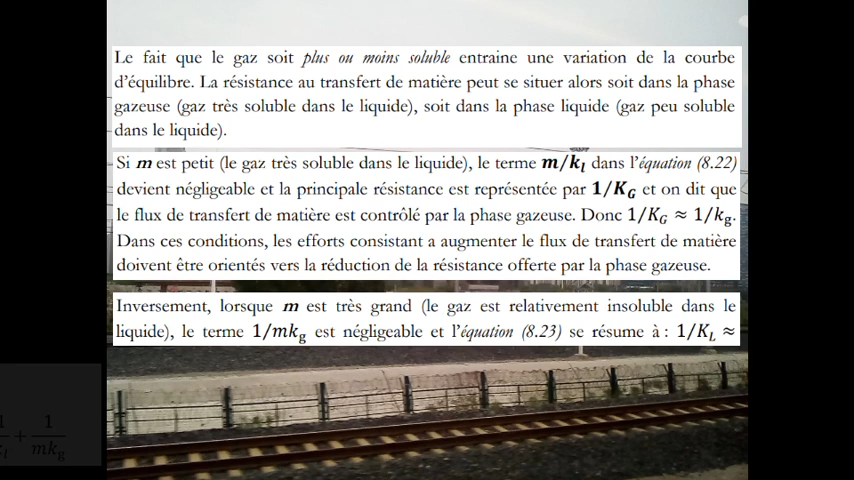 Le fait que le gaz soit plus ou moins soluble entraine une variation de la courbe
d'équilibre. La résistance au transfert de matière peut se situer alors soit dans la phase
gazeuse (gaz très soluble dans le liquide), soit dans la phase liquide (gaz peu soluble
dans le liquide).
Si m est petit (le gaz très soluble dans le liquide), le terme m/kₗ dans l'équation (8.22)
devient négligeable et la principale résistance est représentée par 1/K_G et on dit que
le flux de transfert de matière est contrôlé par la phase gazeuse. Donc 1/K_G ≈ 1/k_g.
Dans ces conditions, les efforts consistant a augmenter le flux de transfert de matière
doivent être orientés vers la réduction de la résistance offerte par la phase gazeuse.
Inversement, lorsque m est très grand (le gaz est relativement insoluble dans le
liquide), le terme 1/mk_g est négligeable et l'équation (8.23) se résume à : 1/K_L ≈
+ 1/mk_g